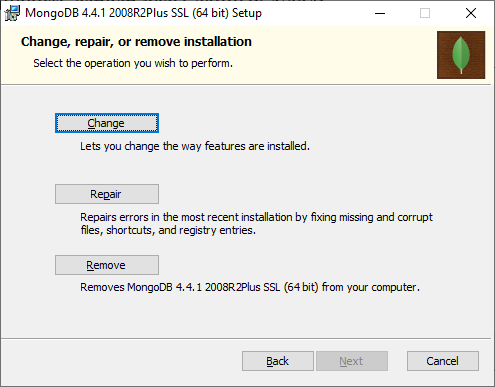 MongoDB 4.4.1 2008R2Plus SSL (64 bit) Setup
Change, repair, or remove installation
Select the operation you wish to perform.
Change
Lets you change the way features are installed.
Repair
Repairs errors in the most recent installation by fixing missing and corrupt
files, shortcuts, and registry entries.
Remove
Removes MongoDB 4.4.1 2008R2Plus SSL (64 bit) from your computer.
Back Next Cancel